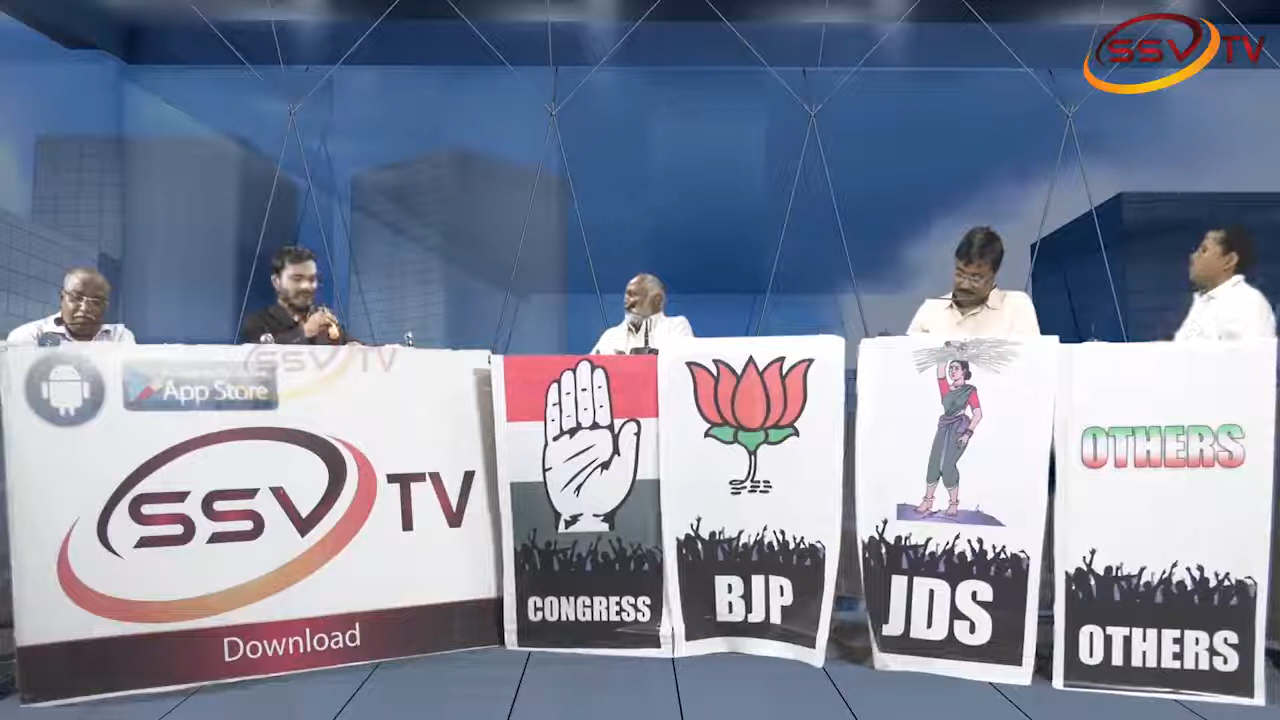 SSV TV
SSV TV
App Store
SSV TV
Download
CONGRESS
BJP
JDS
OTHERS
OTHERS